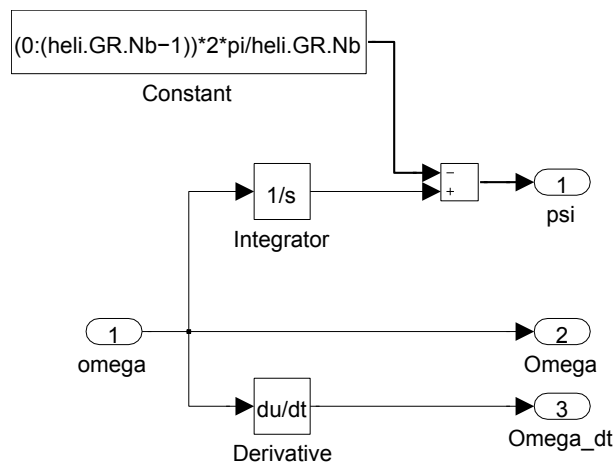 (0:(heli.GR.Nb−1))*2*pi/heli.GR.Nb
Constant
−
+
1
psi
1/s
Integrator
1
omega
2
Omega
du/dt
Derivative
3
Omega_dt